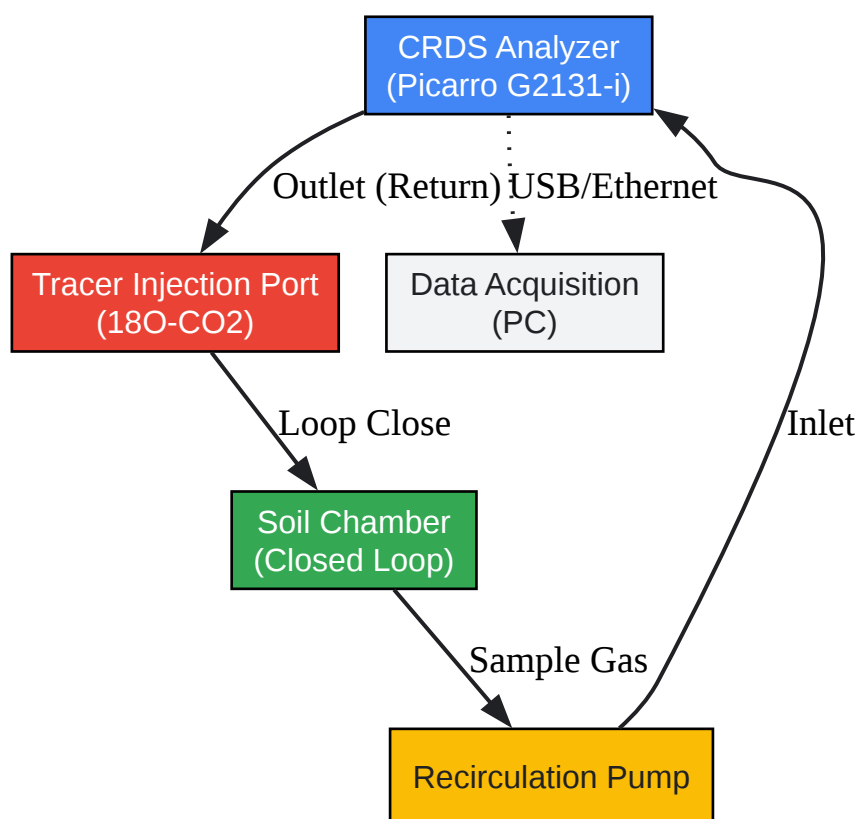 CRDS Analyzer
(Picarro G2131-i)
Outlet (Return)
USB/Ethernet
Tracer Injection Port
(18O-CO2)
Data Acquisition
(PC)
Loop Close
Inlet
Soil Chamber
(Closed Loop)
Sample Gas
Recirculation Pump